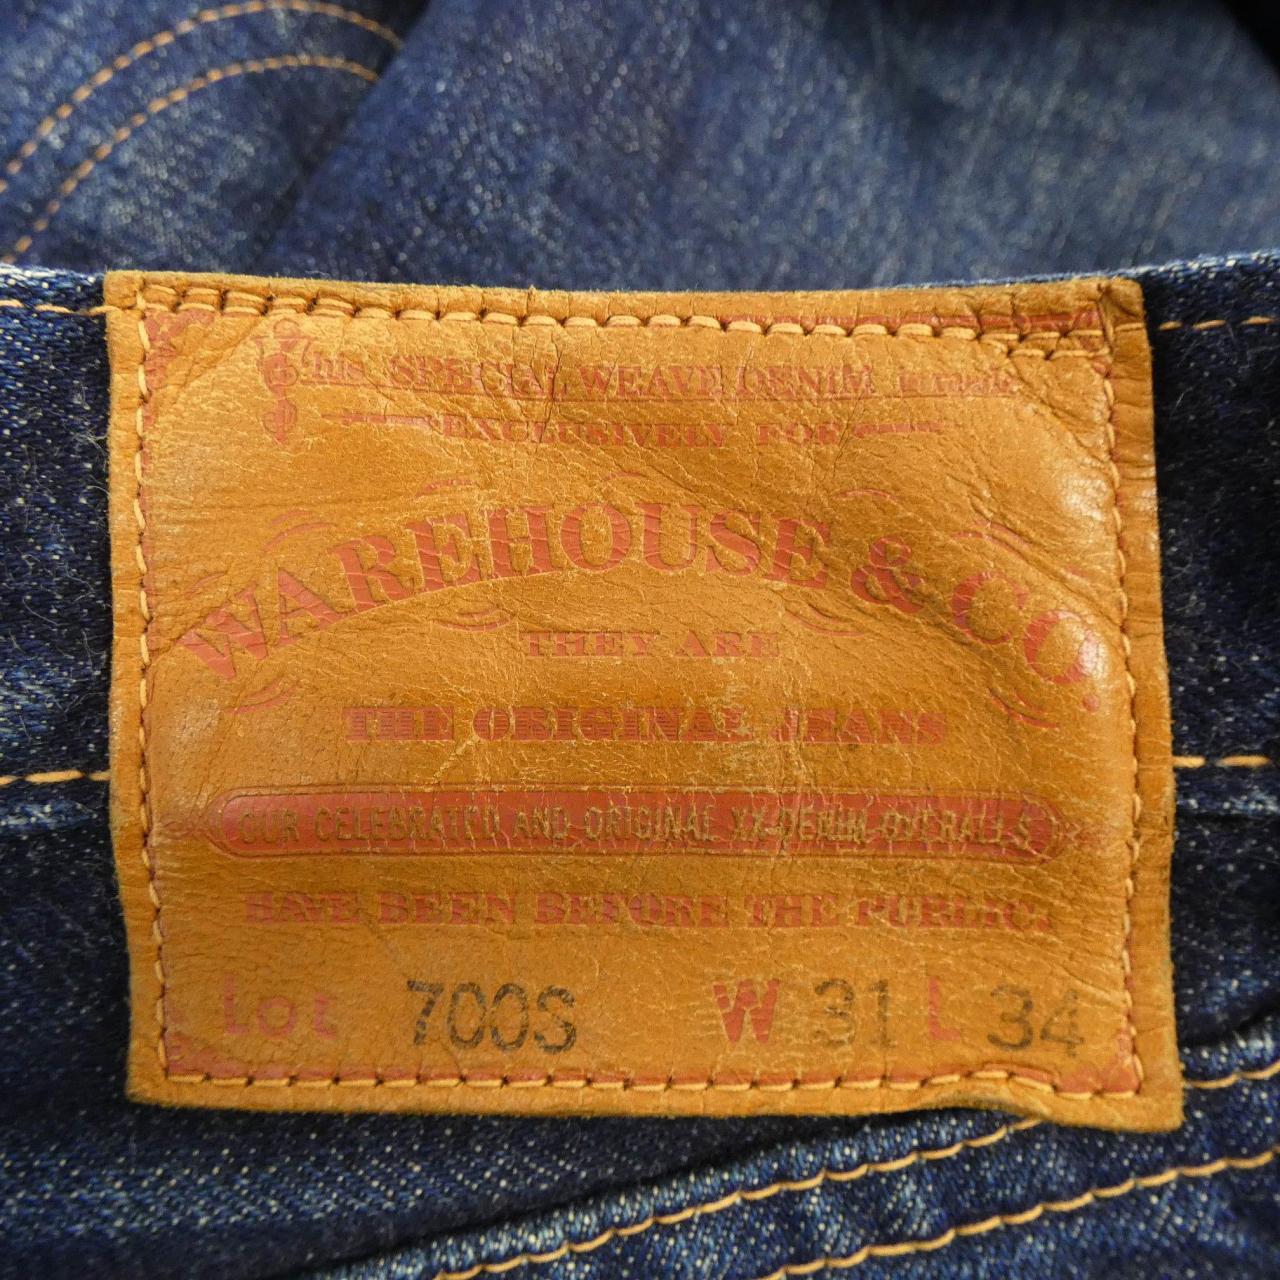 This SPECIAL WEAVE DENIM is made
EXCLUSIVELY FOR
WAREHOUSE & CO.
THEY ARE
THE ORIGINAL JEANS
OUR CELEBRATED AND ORIGINAL XX DENIM OVERALLS
HAVE BEEN BEFORE THE PUBLIC.
Lot 700S W 31 L 34